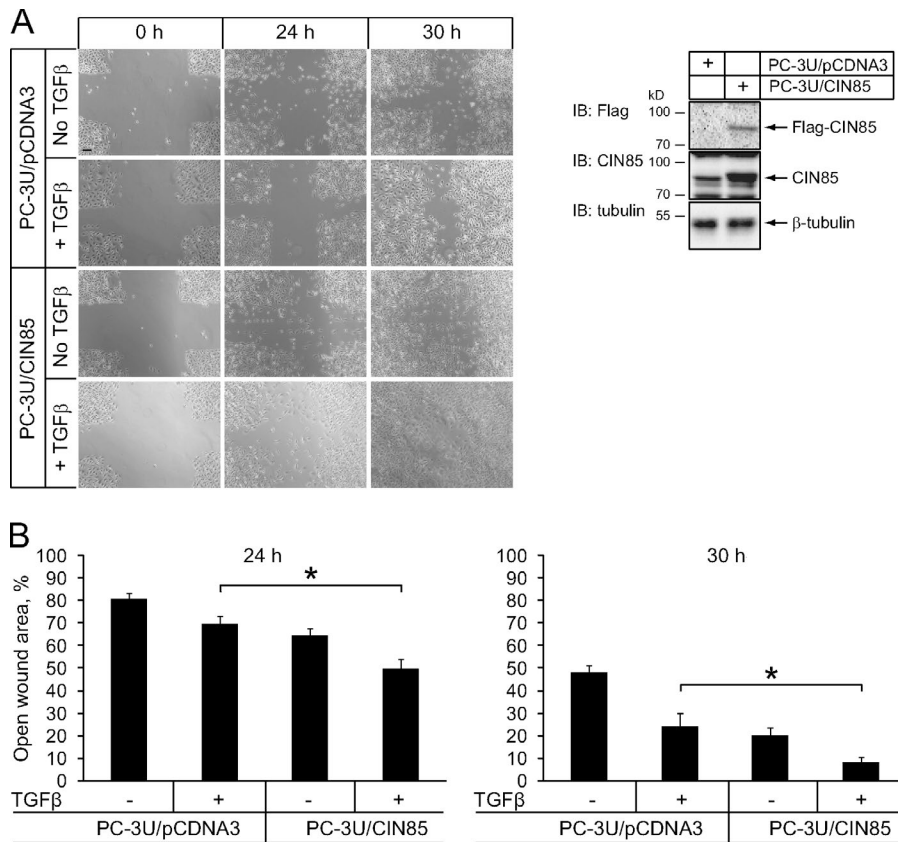 A
0 h 24 h 30 h
PC-3U/pCDNA3
No TGFβ
+ TGFβ
PC-3U/CIN85
No TGFβ
+ TGFβ
+ PC-3U/pCDNA3
+ PC-3U/CIN85
kD
IB: Flag 100
Flag-CIN85
70
IB: CIN85 100
CIN85
70
IB: tubulin 55
β-tubulin
B
24 h
*
Open wound area, %
100
90
80
70
60
50
40
30
20
10
0
TGFβ - + - +
PC-3U/pCDNA3 PC-3U/CIN85
30 h
*
100
90
80
70
60
50
40
30
20
10
0
TGFβ - + - +
PC-3U/pCDNA3 PC-3U/CIN85